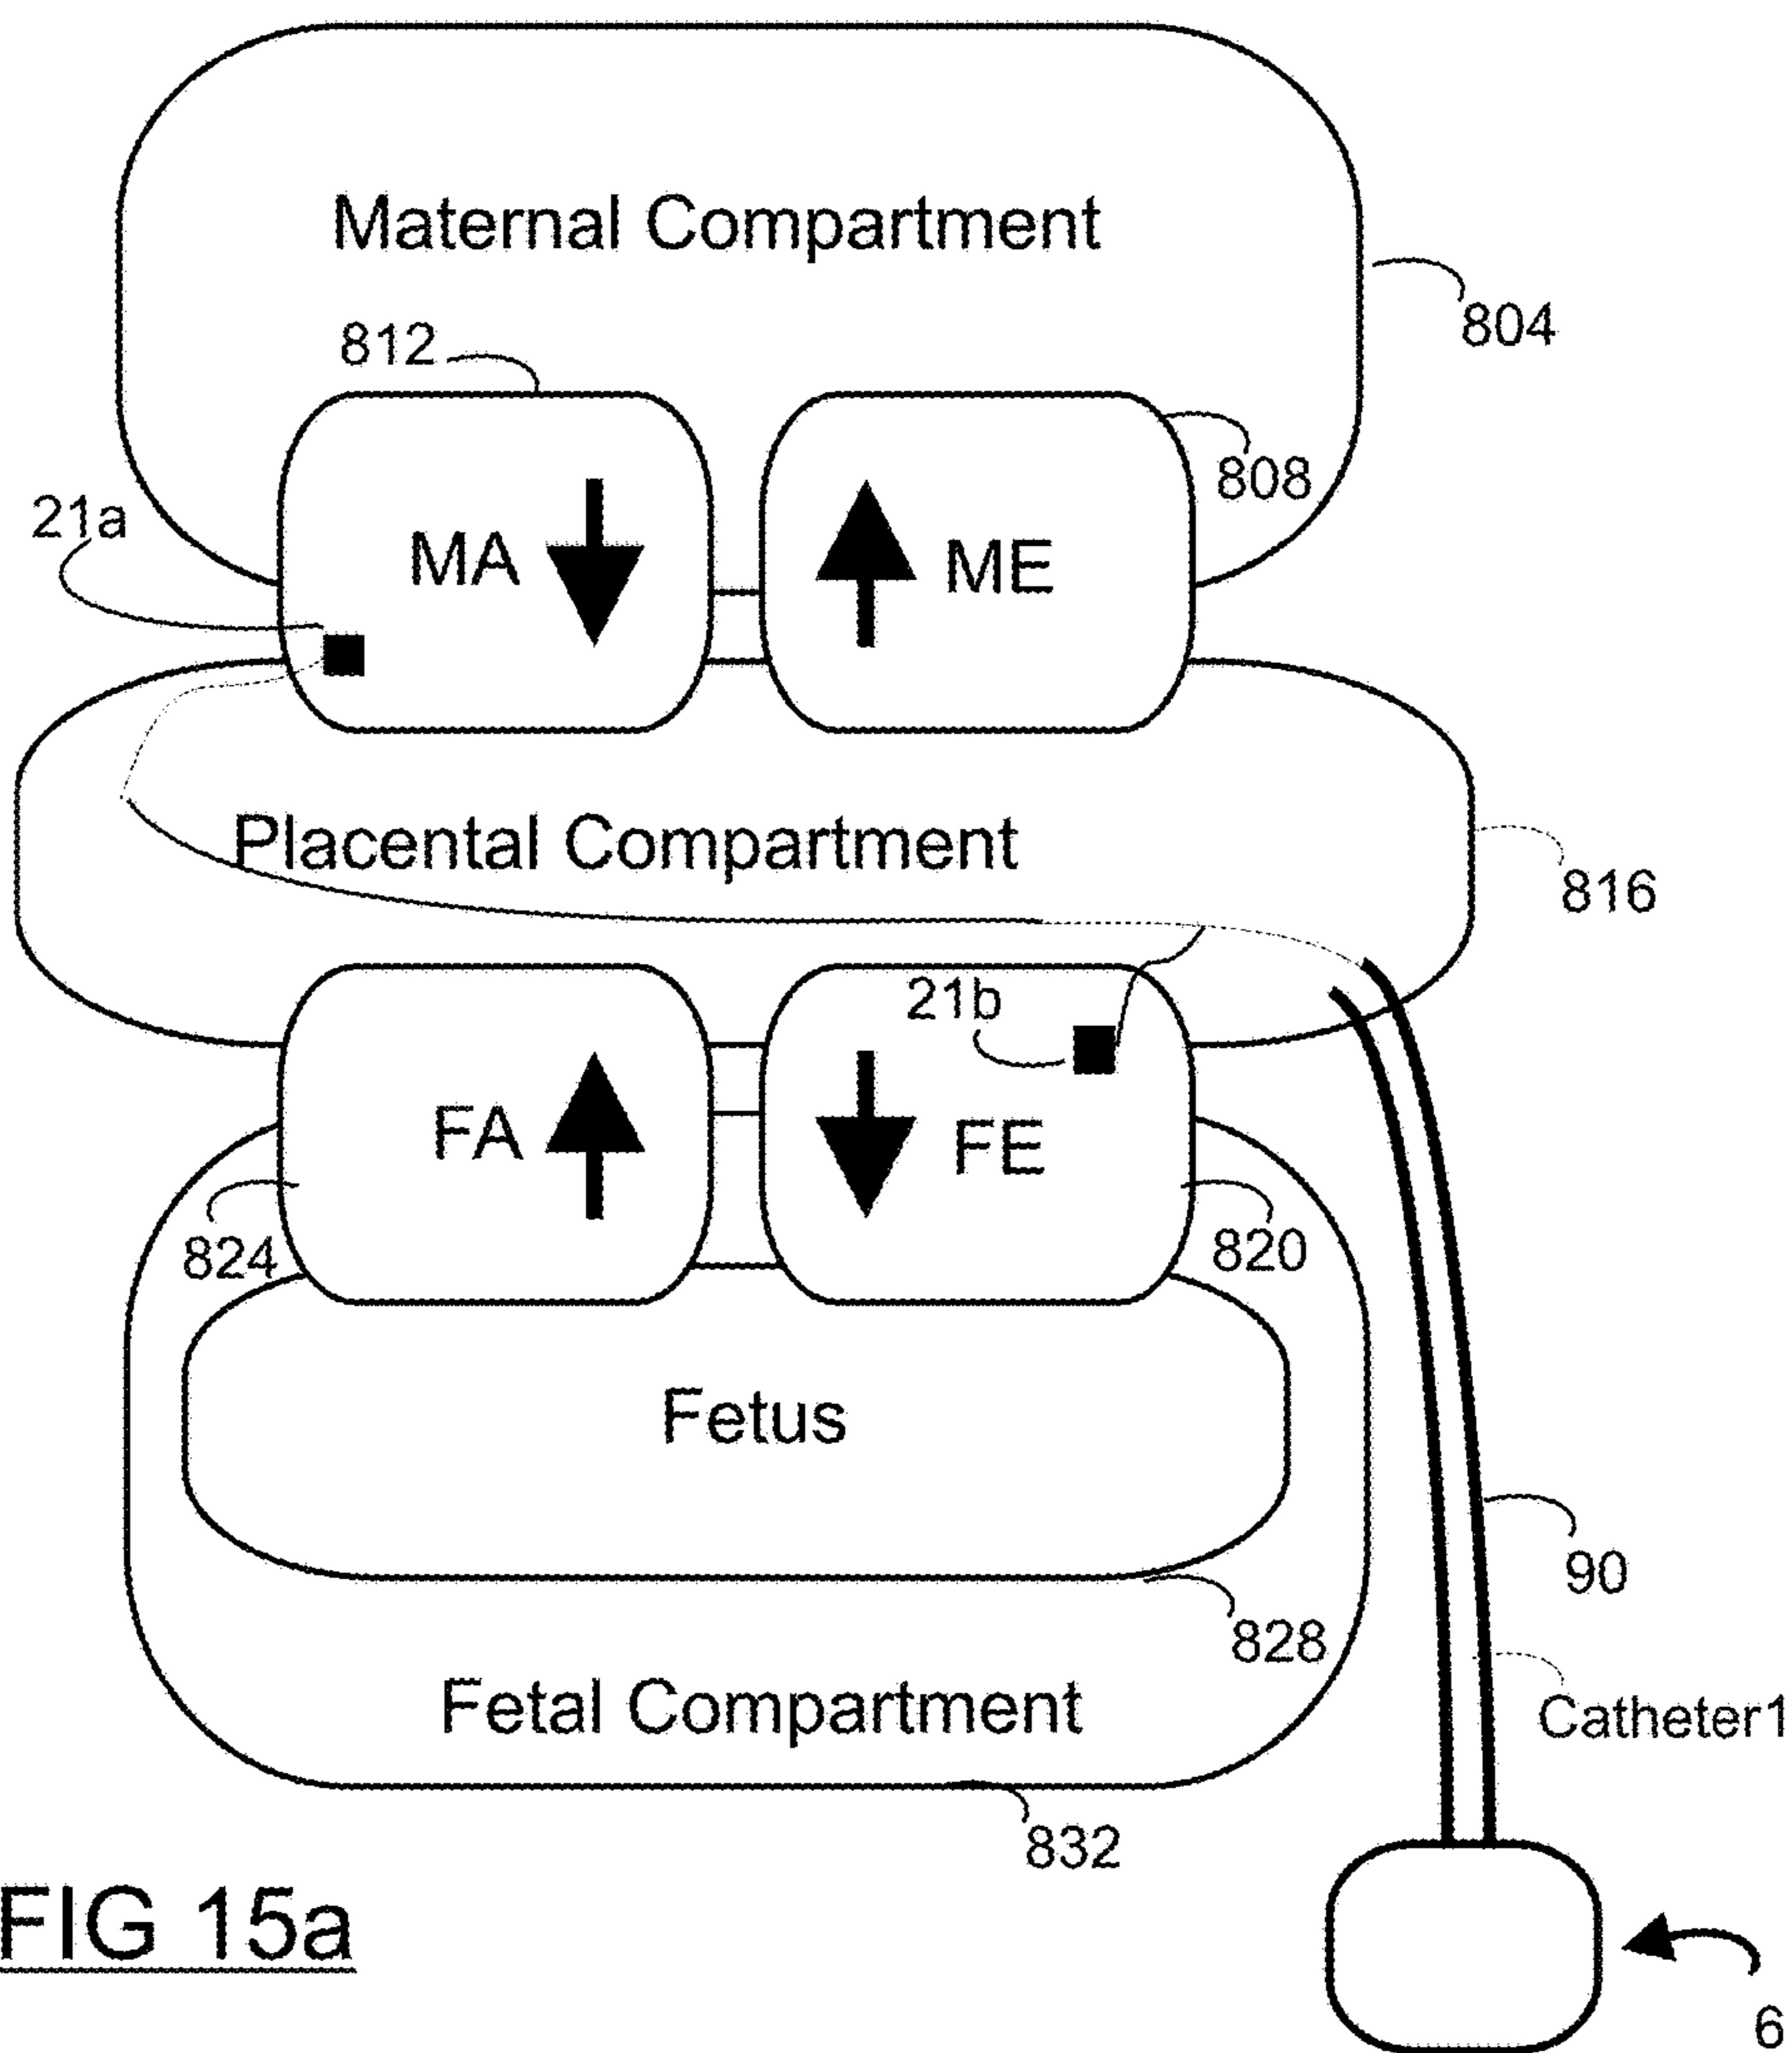 Maternal Compartment
804
812
808
21a
MA
ME
Placental Compartment
816
21b
FA
FE
824
820
Fetus
90
828
Fetal Compartment
Catheter1
832
FIG 15a
6